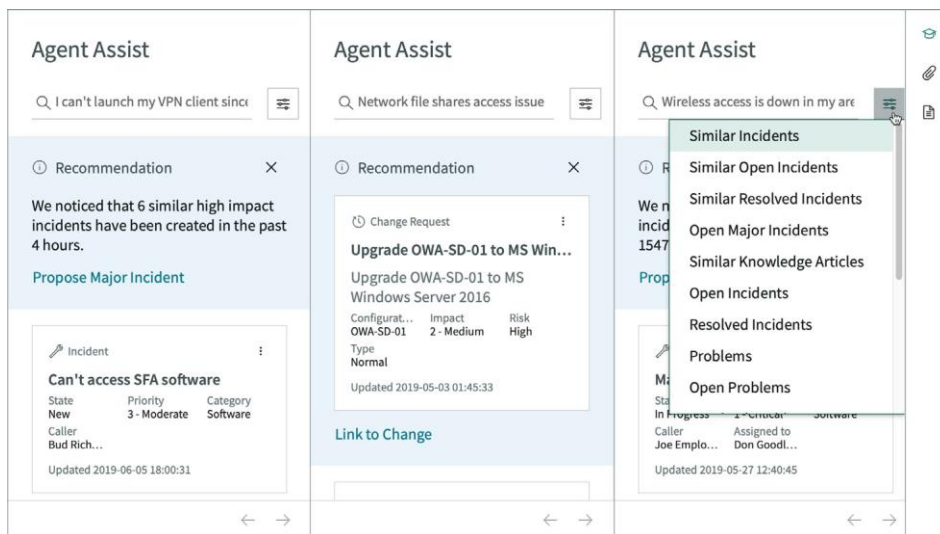 Agent Assist
I can't launch my VPN client since
Recommendation
We noticed that 6 similar high impact
incidents have been created in the past
4 hours.
Propose Major Incident
Incident
Can't access SFA software
State Priority Category
New 3 - Moderate Software
Caller
Bud Rich...
Updated 2019-06-05 18:00:31
Agent Assist
Network file shares access issue
Recommendation
Change Request
Upgrade OWA-SD-01 to MS Win...
Upgrade OWA-SD-01 to MS
Windows Server 2016
Configurat... Impact Risk
OWA-SD-01 2 - Medium High
Type
Normal
Updated 2019-05-03 01:45:33
Link to Change
Agent Assist
Wireless access is down in my are
Similar Incidents
Similar Open Incidents
Similar Resolved Incidents
Open Major Incidents
Similar Knowledge Articles
Open Incidents
Resolved Incidents
Problems
Open Problems
R
We n
incid
1547
Prop
Ma
Sta
In Progress 1 - Critical Software
Caller Assigned to
Joe Emplo... Don Goodl...
Updated 2019-05-27 12:40:45